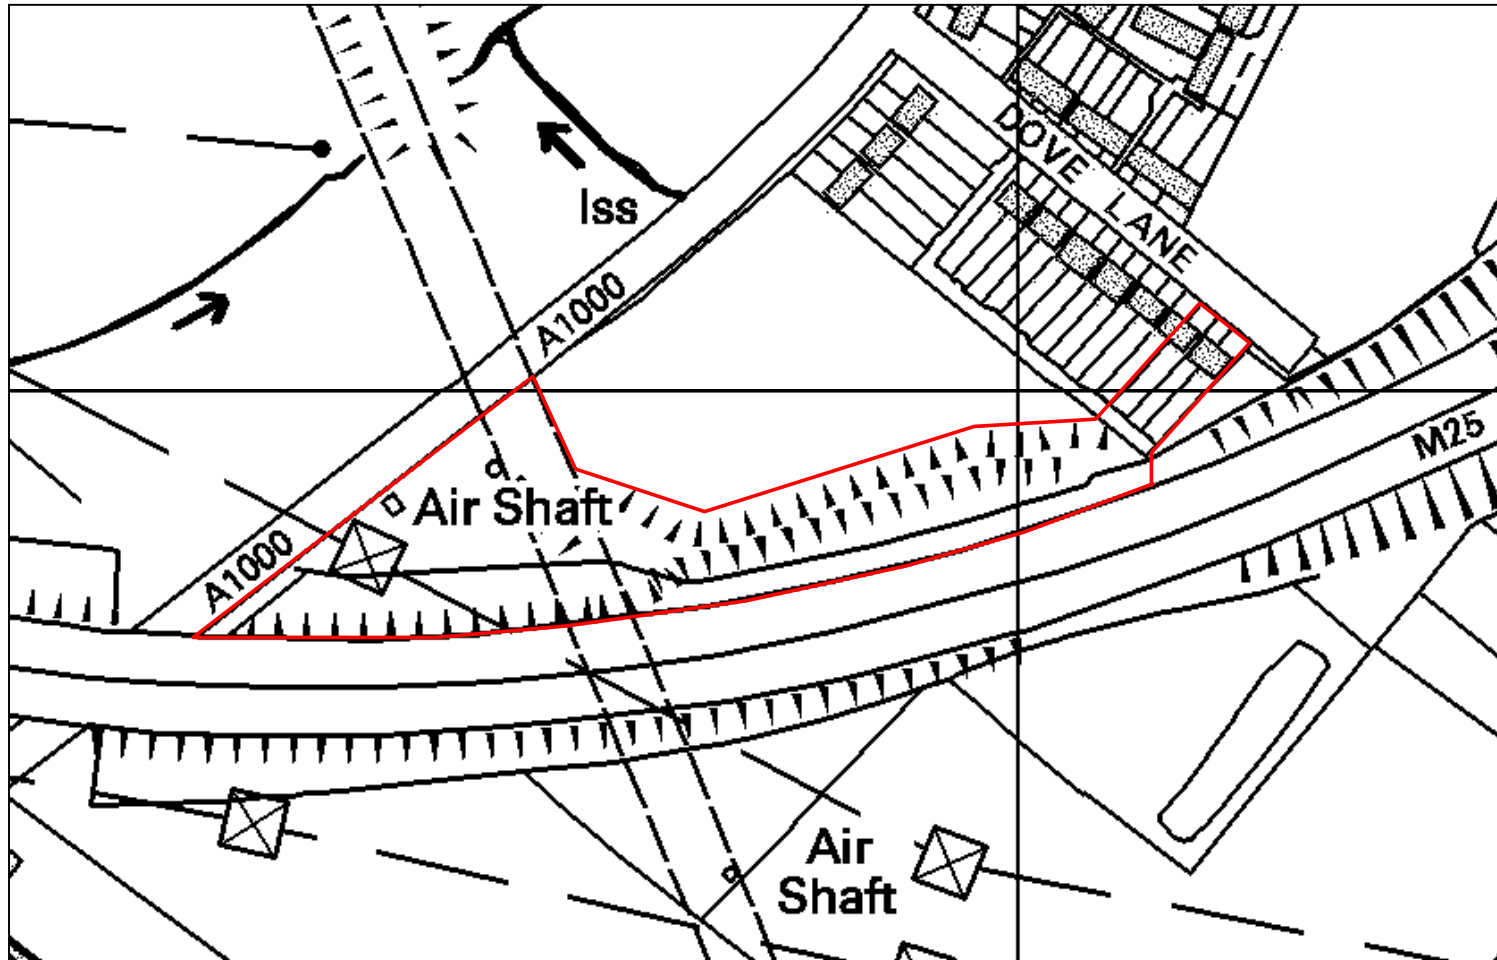 DOVE LANE
Iss
A1000
M25
Air Shaft
A1000
Air
Shaft